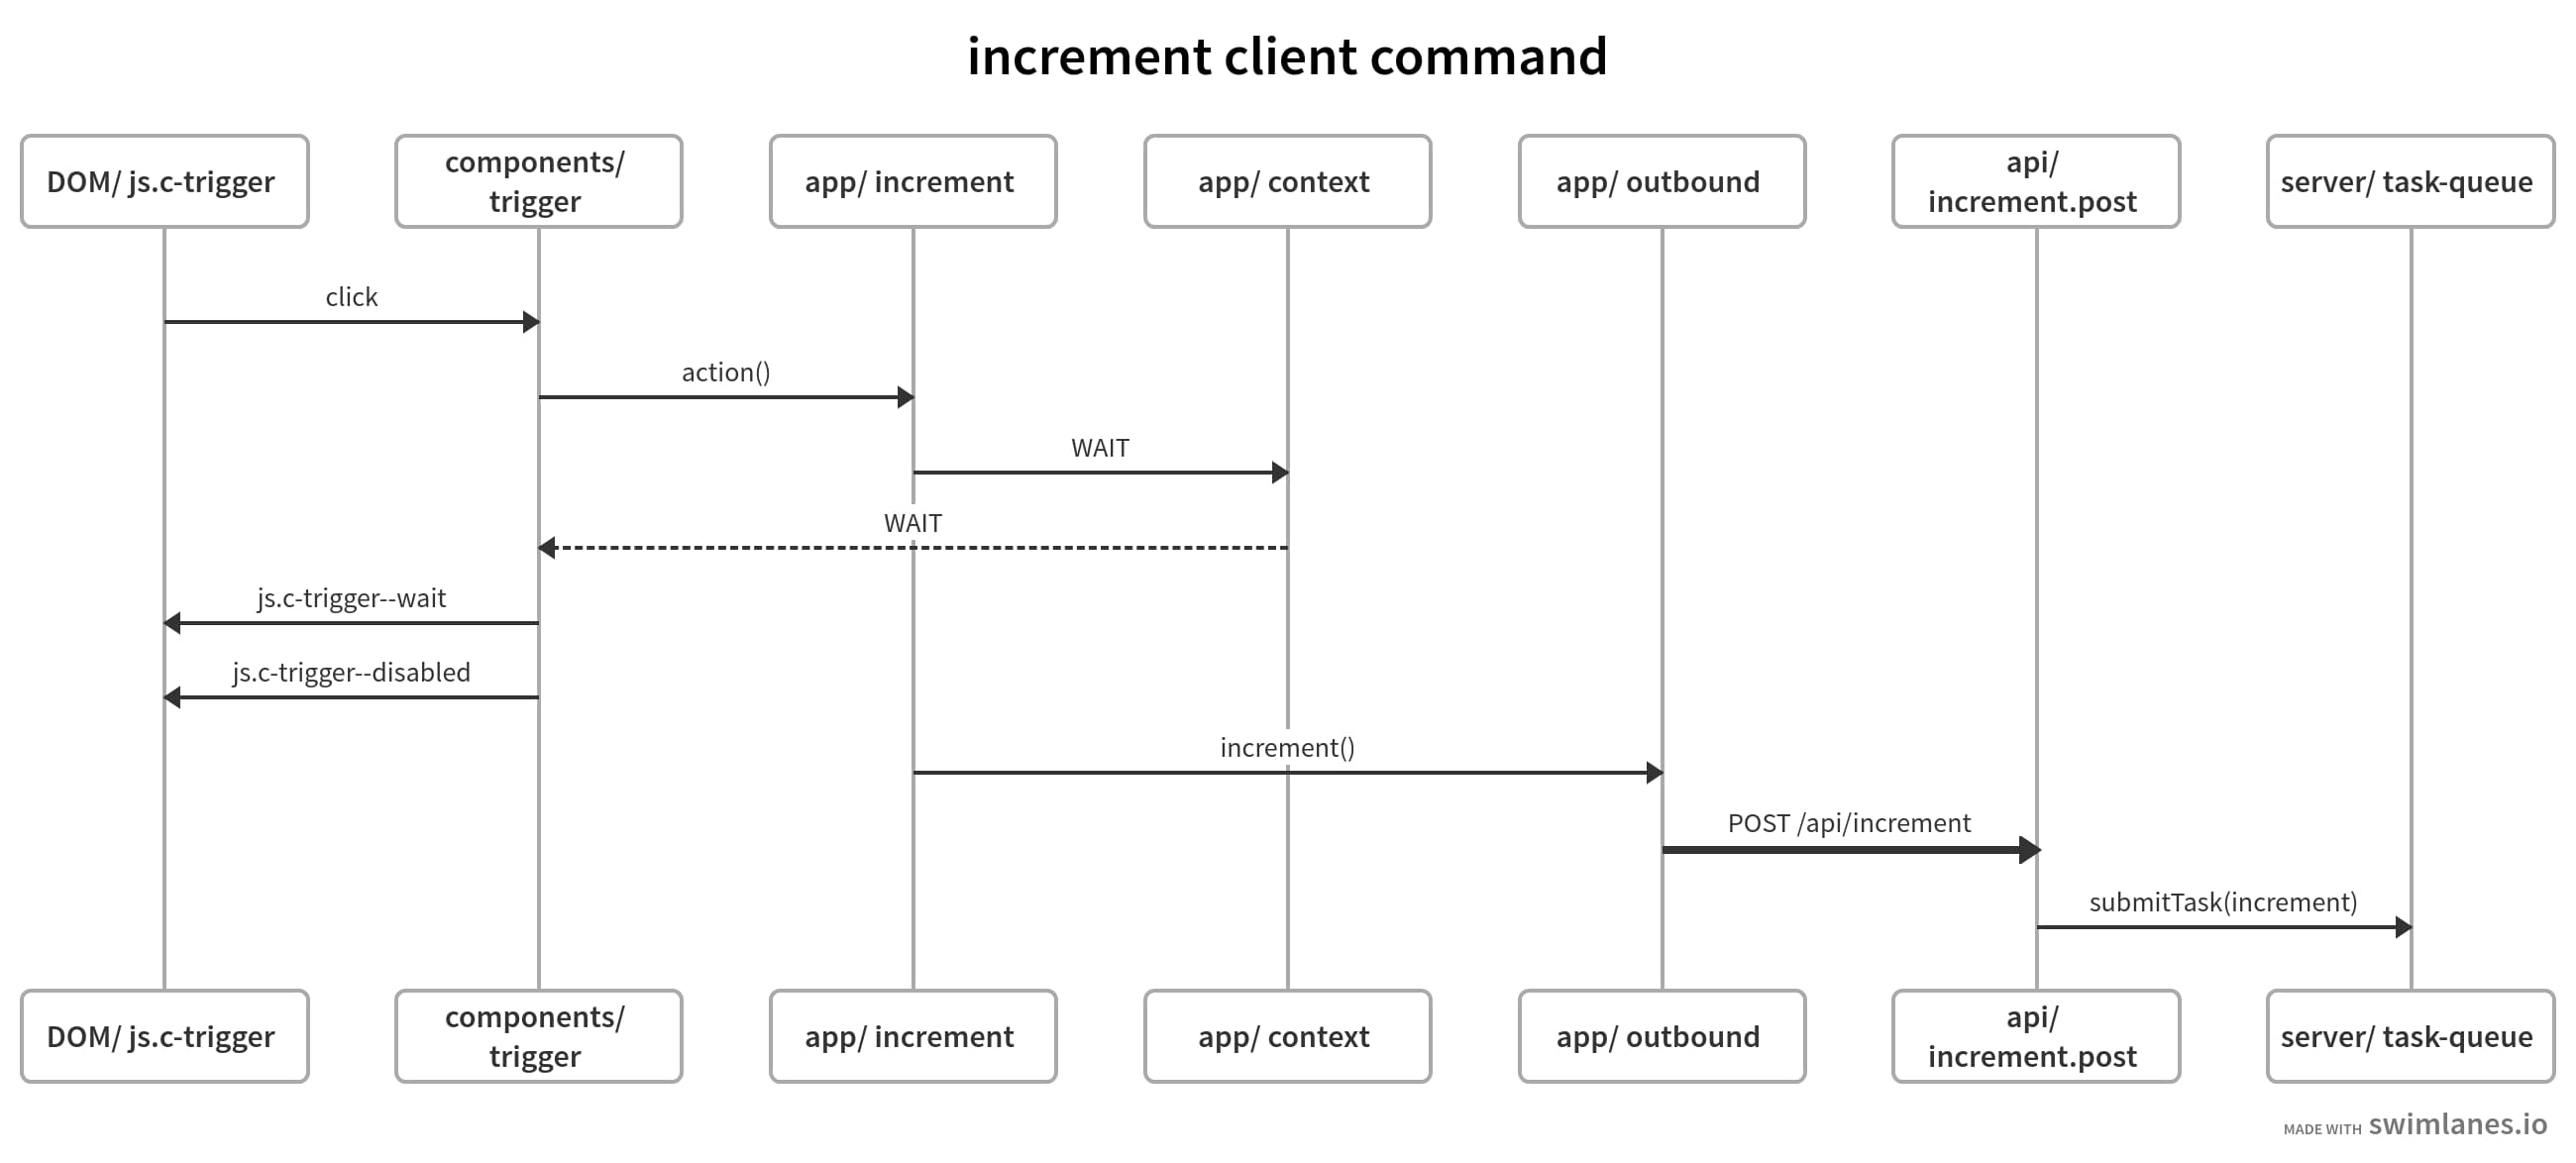 increment client command
DOM/ js.c-trigger
components/
trigger
app/ increment
app/ context
app/ outbound
api/
increment.post
server/ task-queue
click
action()
WAIT
WAIT
js.c-trigger--wait
js.c-trigger--disabled
increment()
POST /api/increment
submitTask(increment)
DOM/ js.c-trigger
components/
trigger
app/ increment
app/ context
app/ outbound
api/
increment.post
server/ task-queue
MADE WITH swimlanes.io